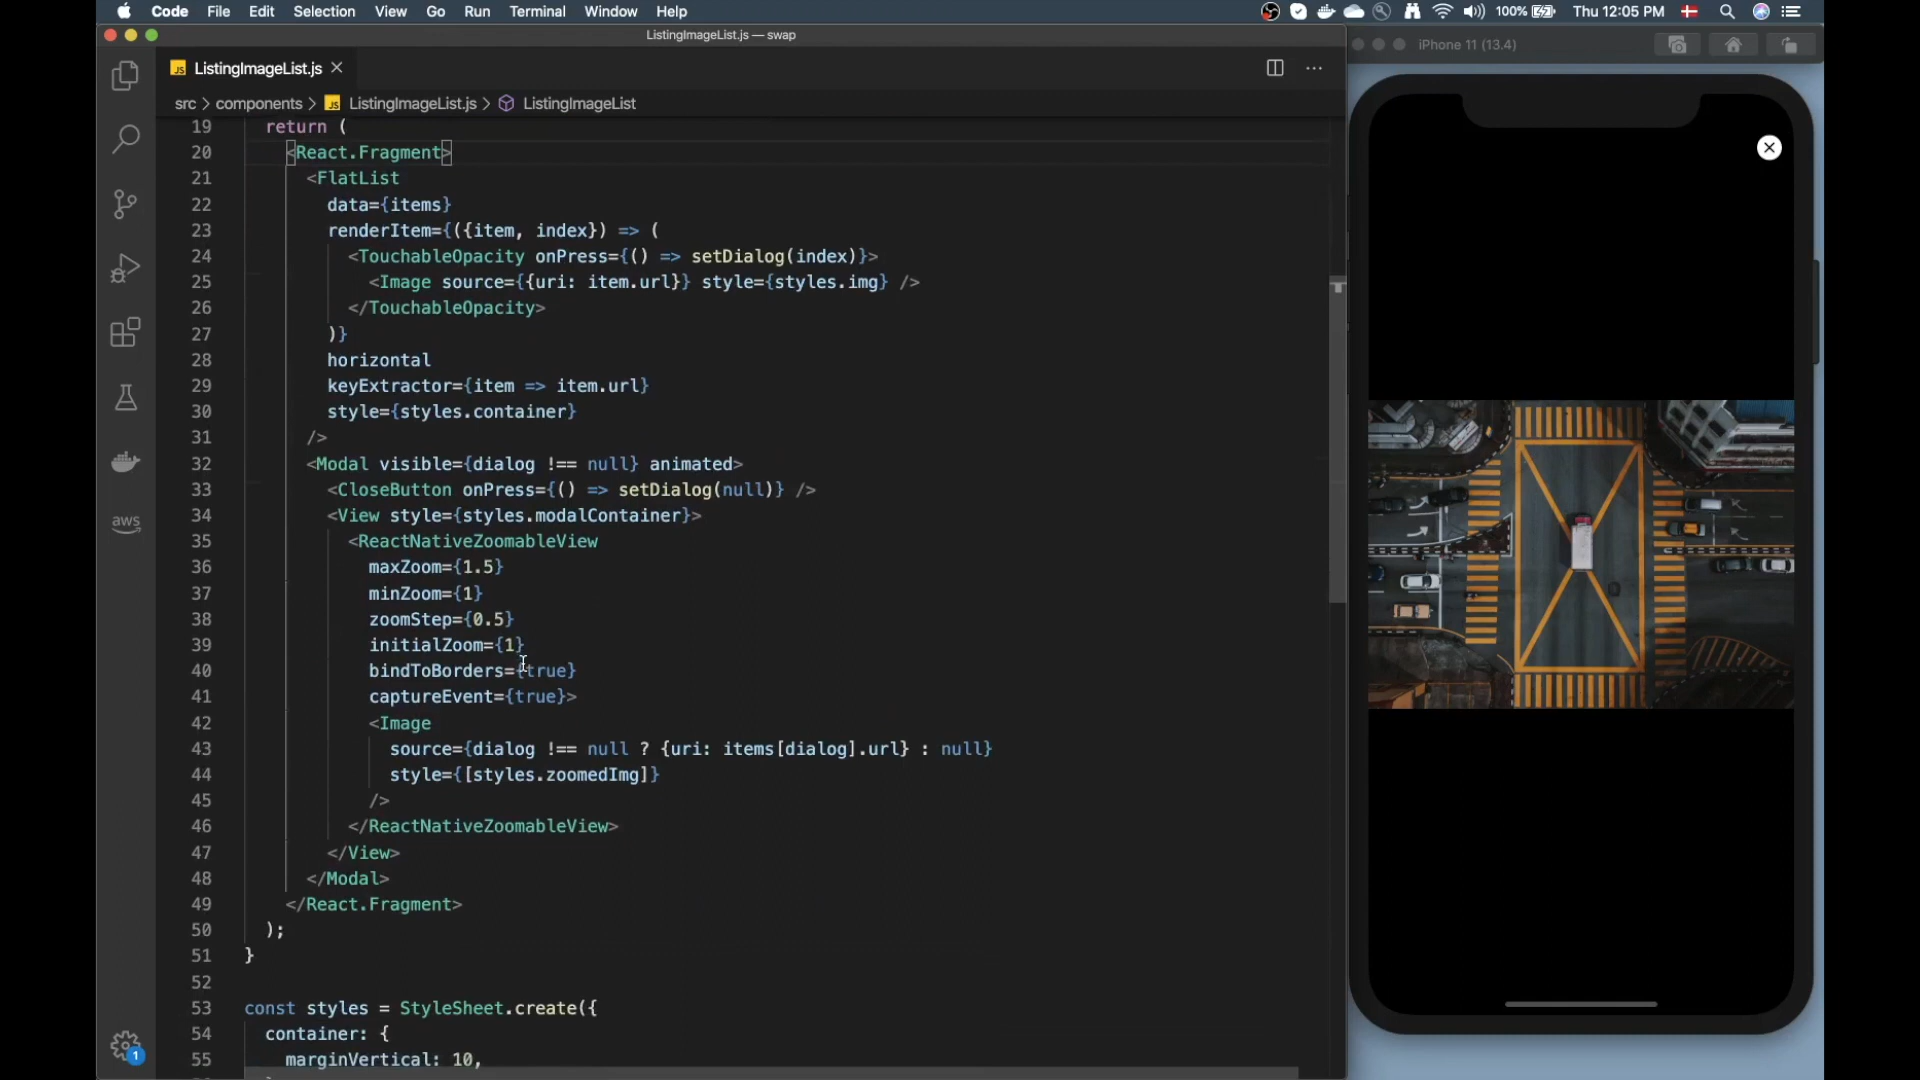 Code File Edit Selection View Go Run Terminal Window Help
100% Thu 12:05 PM
ListingImageList.js — swap
iPhone 11 (13.4)
JS ListingImageList.js
src > components > JS ListingImageList.js > ListingImageList
19 return (
20 <React.Fragment>
21 <FlatList
22 data={items}
23 renderItem={({item, index}) => (
24 <TouchableOpacity onPress={() => setDialog(index)}>
25 <Image source={{uri: item.url}} style={styles.img} />
26 </TouchableOpacity>
27 )}
28 horizontal
29 keyExtractor={item => item.url}
30 style={styles.container}
31 />
32 <Modal visible={dialog !== null} animated>
33 <CloseButton onPress={() => setDialog(null)} />
34 <View style={styles.modalContainer}>
35 <ReactNativeZoomableView
36 maxZoom={1.5}
37 minZoom={1}
38 zoomStep={0.5}
39 initialZoom={1}
40 bindToBorders={true}
41 captureEvent={true}>
42 <Image
43 source={dialog !== null ? {uri: items[dialog].url} : null}
44 style={[styles.zoomedImg]}
45 />
46 </ReactNativeZoomableView>
47 </View>
48 </Modal>
49 </React.Fragment>
50 );
51 }
52
53 const styles = StyleSheet.create({
54 container: {
55 marginVertical: 10,
aws
1